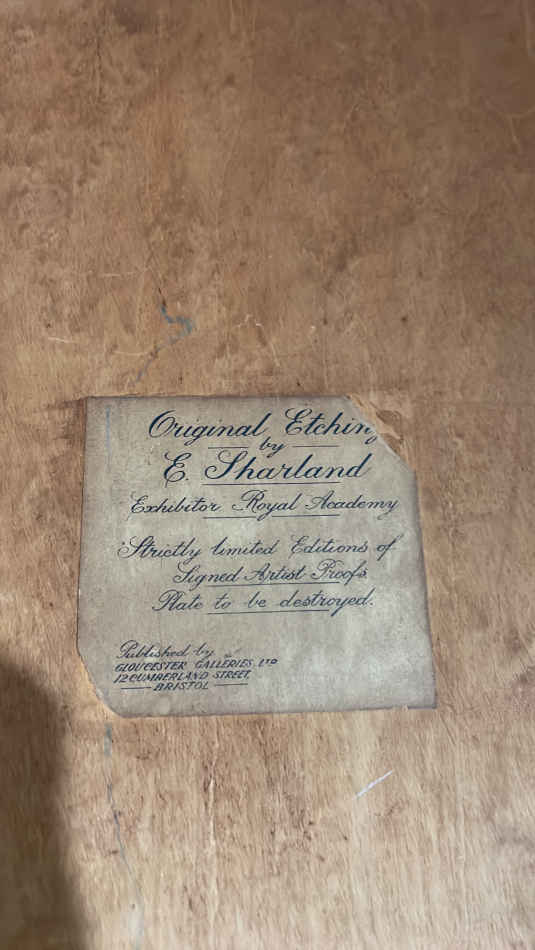 Original Etching
by
E. Sharland
Exhibitor Royal Academy
Strictly limited Editions of
Signed Artist Proofs.
Plate to be destroyed.
Published by
GLOUCESTER GALLERIES, LTD
12 CUMBERLAND STREET,
BRISTOL